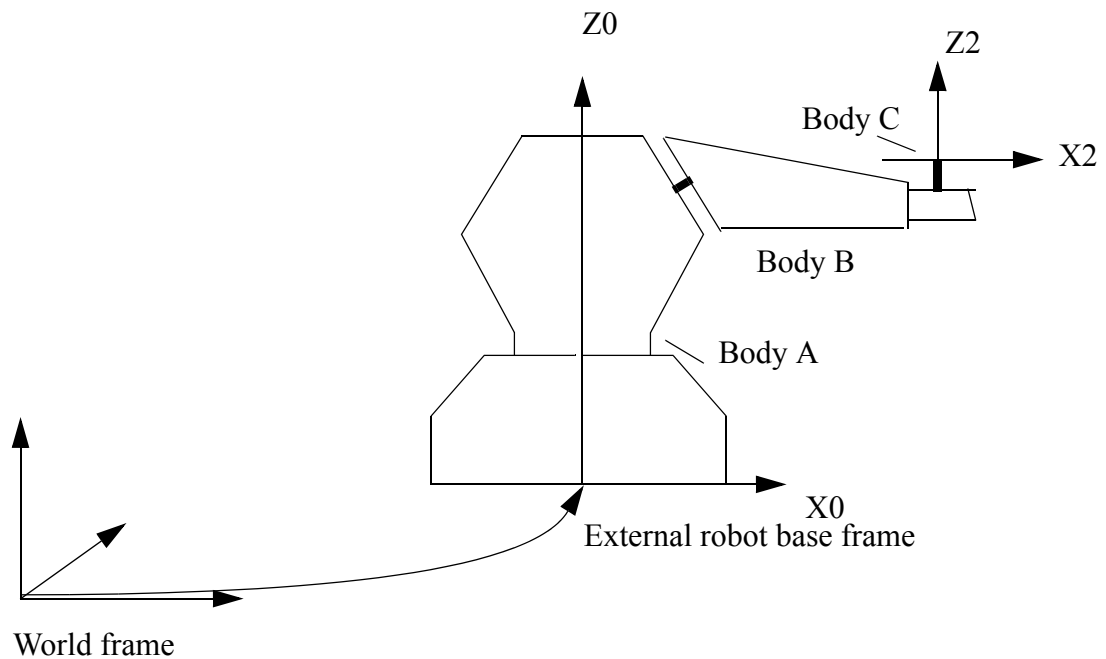 Z0
Z2
Body C
X2
Body B
Body A
X0
External robot base frame
World frame